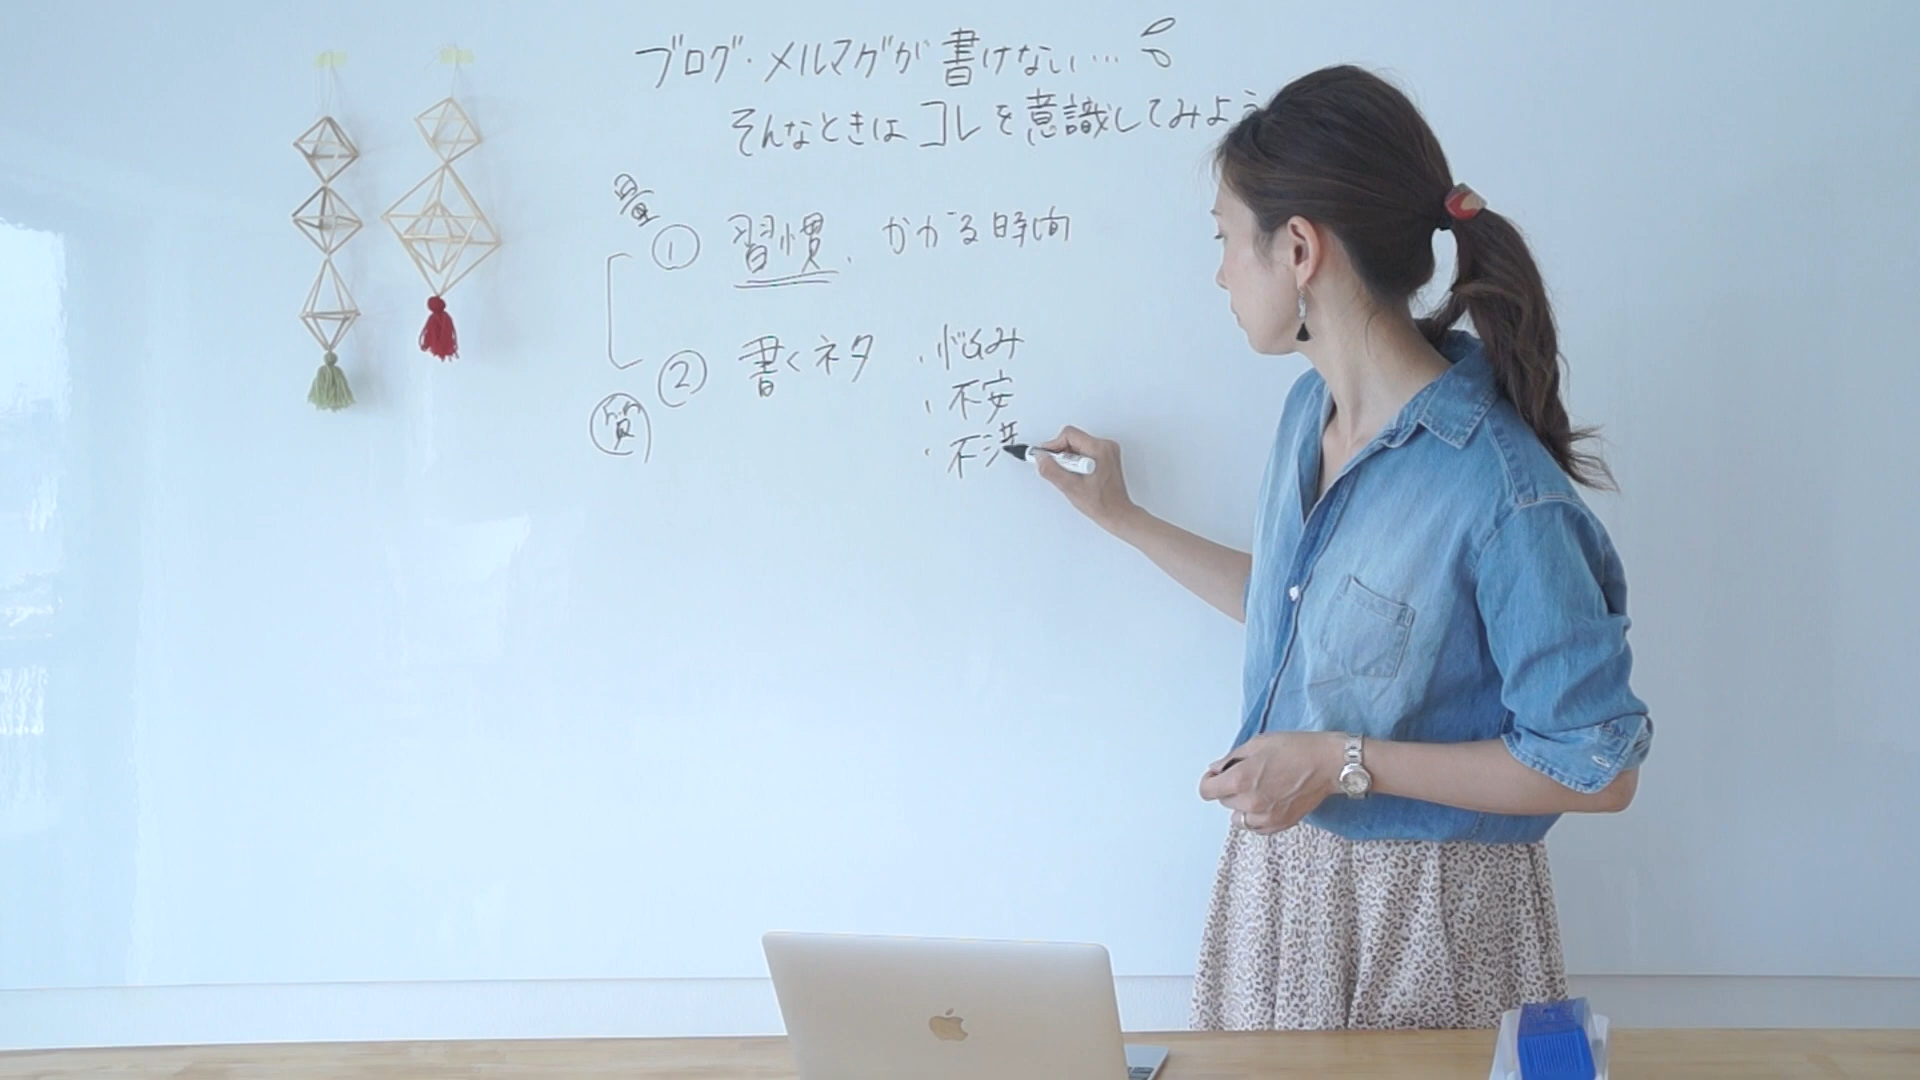 ブログ・メルマガが書けない…
そんなときはコレを意識してみよう
量
① 習慣、かかる時間
② 書くネタ ・悩み
・不安
・不満
質